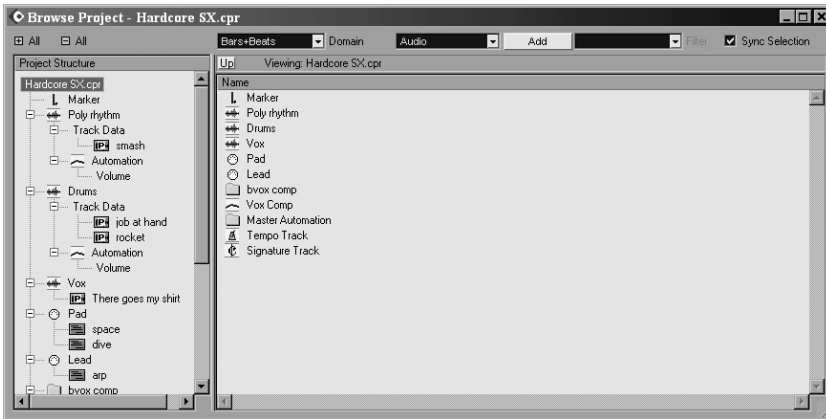 Browse Project - Hardcore SX.cpr
All All Bars+Beats Domain Audio Add Filter Sync Selection
Project Structure
Up Viewing: Hardcore SX.cpr
Hardcore SX.cpr
Marker
Poly rhythm
Track Data
smash
Automation
Volume
Drums
Track Data
job at hand
rocket
Automation
Volume
Vox
There goes my shirt
Pad
space
dive
Lead
arp
bvox comp
Name
Marker
Poly rhythm
Drums
Vox
Pad
Lead
bvox comp
Vox Comp
Master Automation
Tempo Track
Signature Track